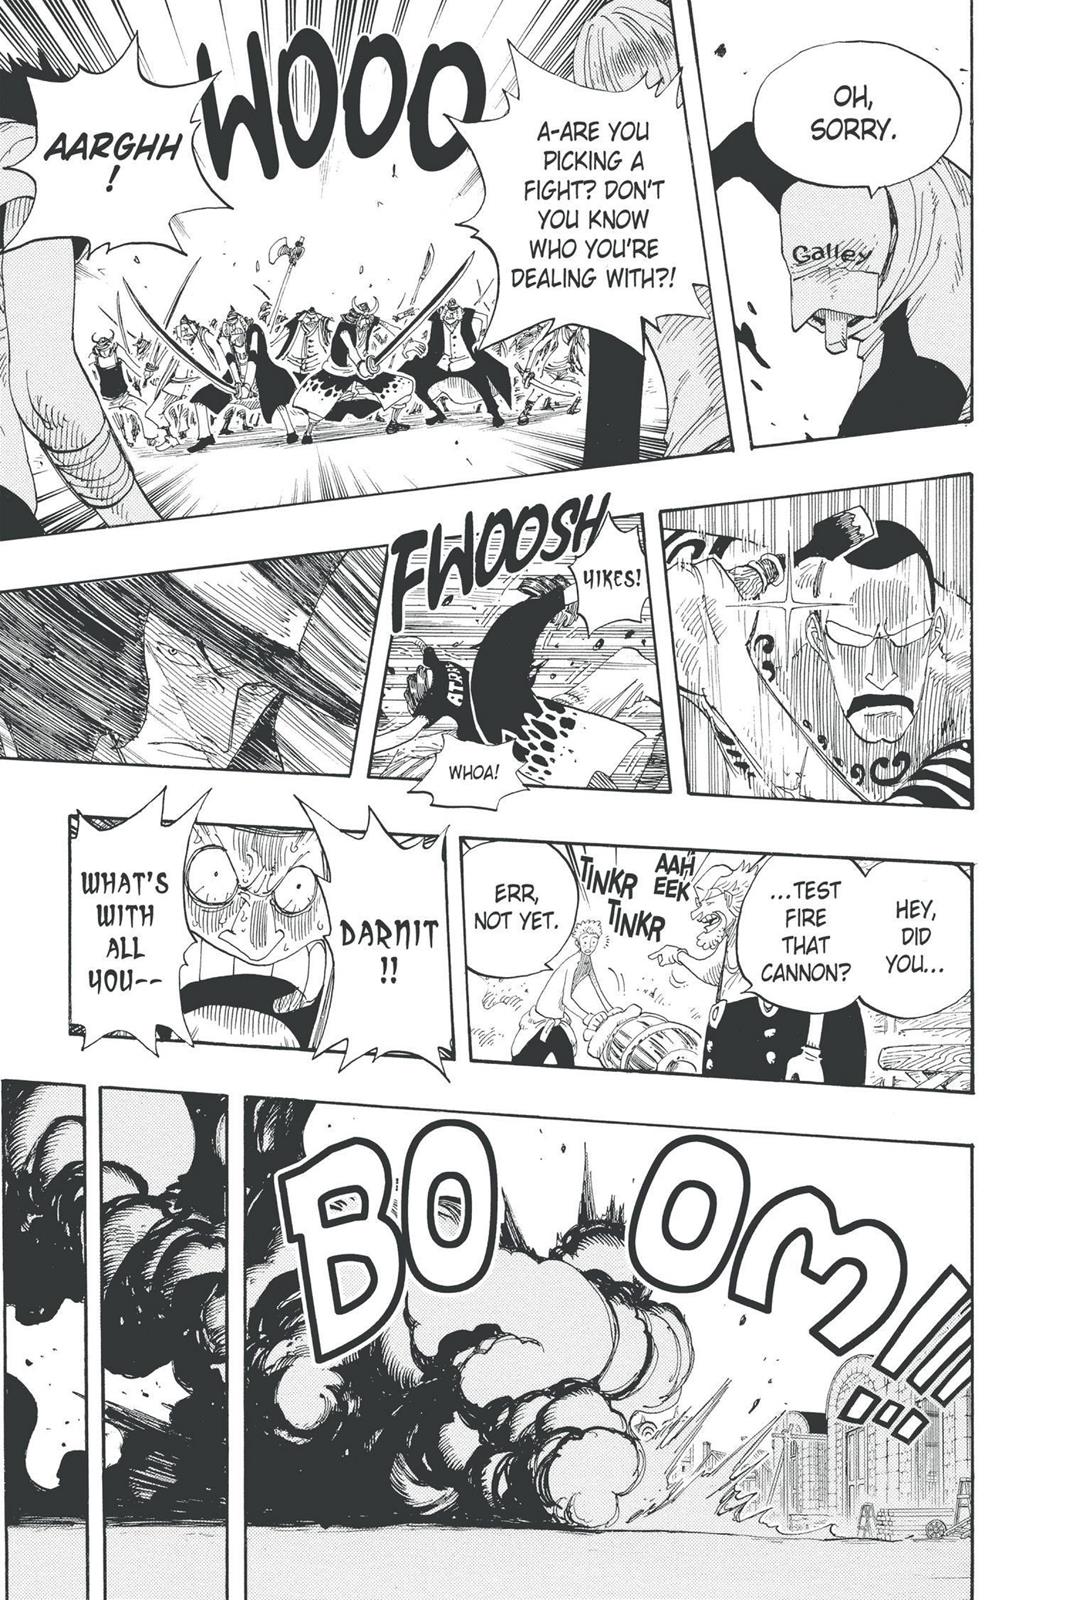 OH,
SORRY.
Galley
A-ARE YOU
PICKING A
FIGHT? DON'T
YOU KNOW
WHO YOU'RE
DEALING WITH?!
WOOO
AARGHH
!
FWOOSH
YIKES!
WHOA!
HEY,
DID
YOU...
...TEST
FIRE
THAT
CANNON?
AAH
EEK
TINKR
TINKR
ERR,
NOT YET.
DARNIT
!!
WHAT'S
WITH
ALL
YOU--
BOOM!!!